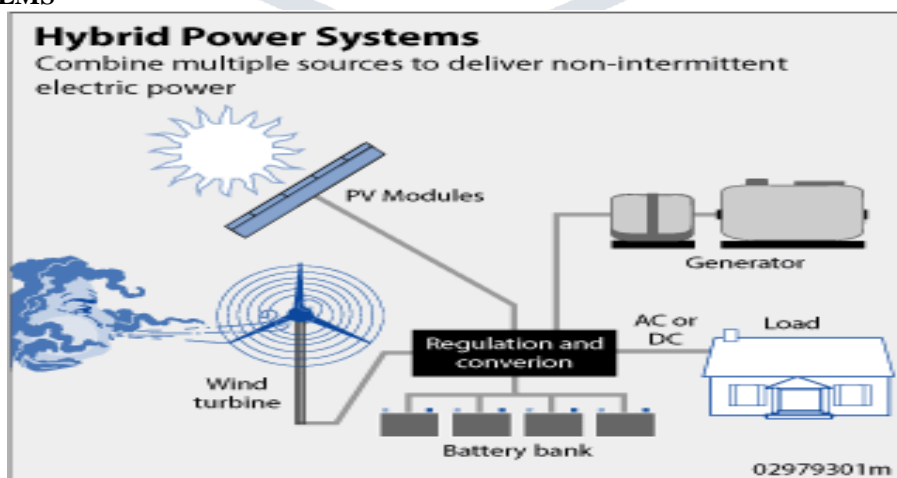 Hybrid Power Systems
Combine multiple sources to deliver non-intermittent
electric power
PV Modules
Generator
AC or
DC
Load
Regulation and
converion
Wind
turbine
Battery bank
02979301m